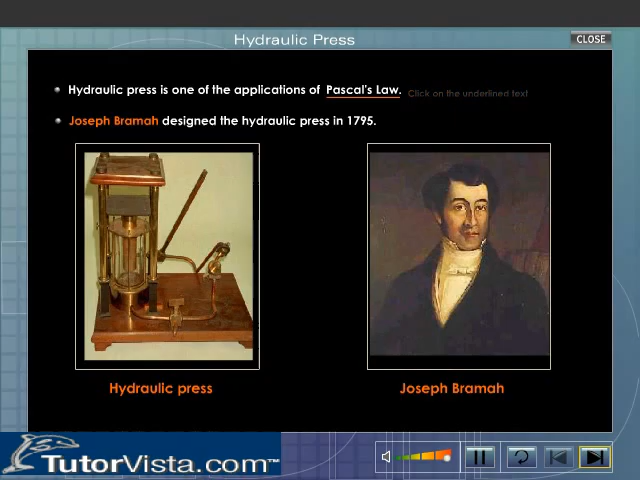 Hydraulic Press
CLOSE
Hydraulic press is one of the applications of Pascal's Law. Click on the underlined text
Joseph Bramah designed the hydraulic press in 1795.
Hydraulic press
Joseph Bramah
TutorVista.com™